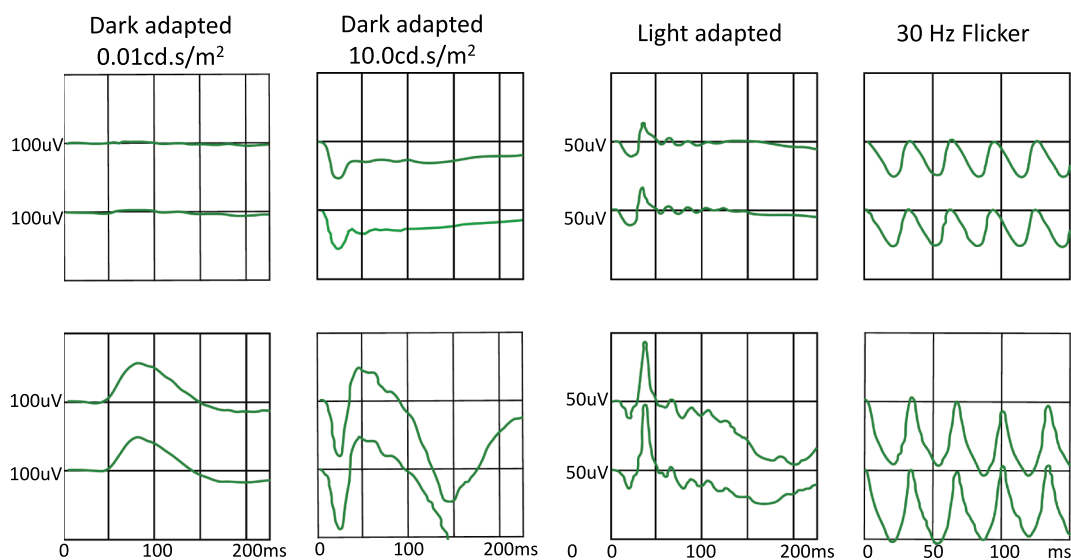 Dark adapted
0.01cd.s/m²
Dark adapted
10.0cd.s/m²
Light adapted
30 Hz Flicker
100uV
50uV
100uV
50uV
100uV
50uV
100uV
50uV
0 100 200ms
0 100 200ms
0 100 200ms
0 50 100 ms